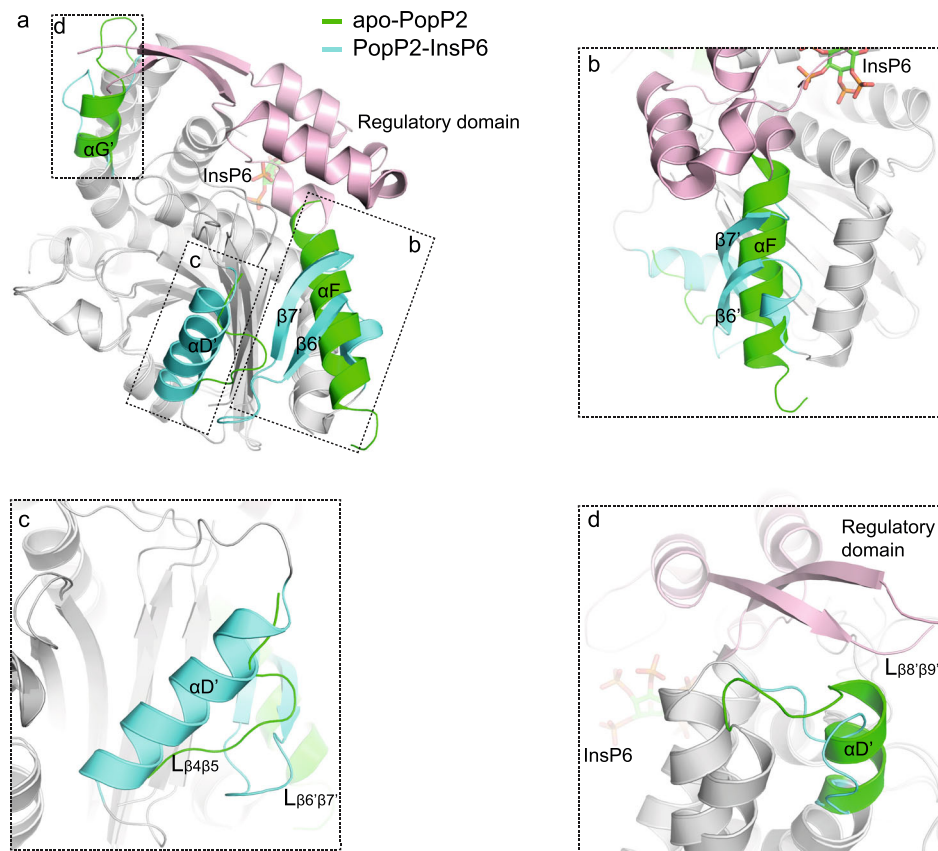 a
d
apo-PopP2
PopP2-InsP6
αG'
Regulatory domain
InsP6
c
b
αD'
αF
β7'
β6'
b
InsP6
β7'
αF
β6'
c
αD'
Lβ4β5
Lβ6'β7'
d
Regulatory
domain
Lβ8'β9'
αD'
InsP6